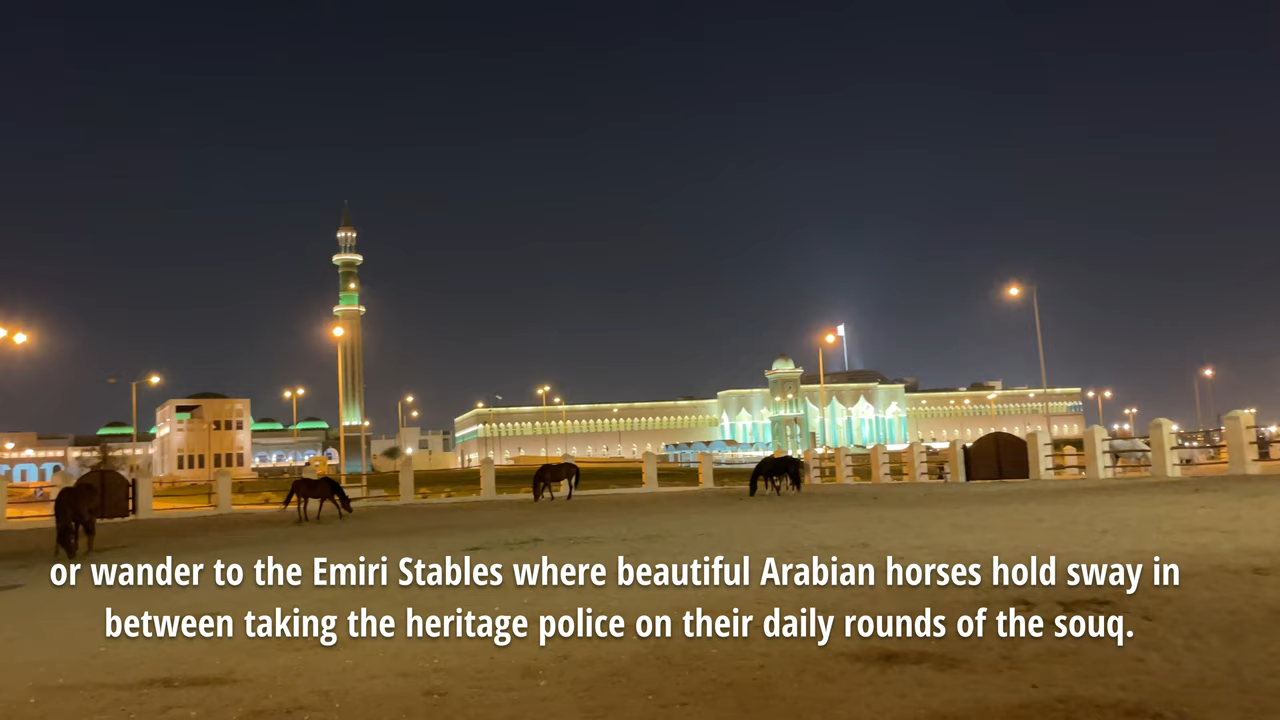 or wander to the Emiri Stables where beautiful Arabian horses hold sway in
between taking the heritage police on their daily rounds of the souq.